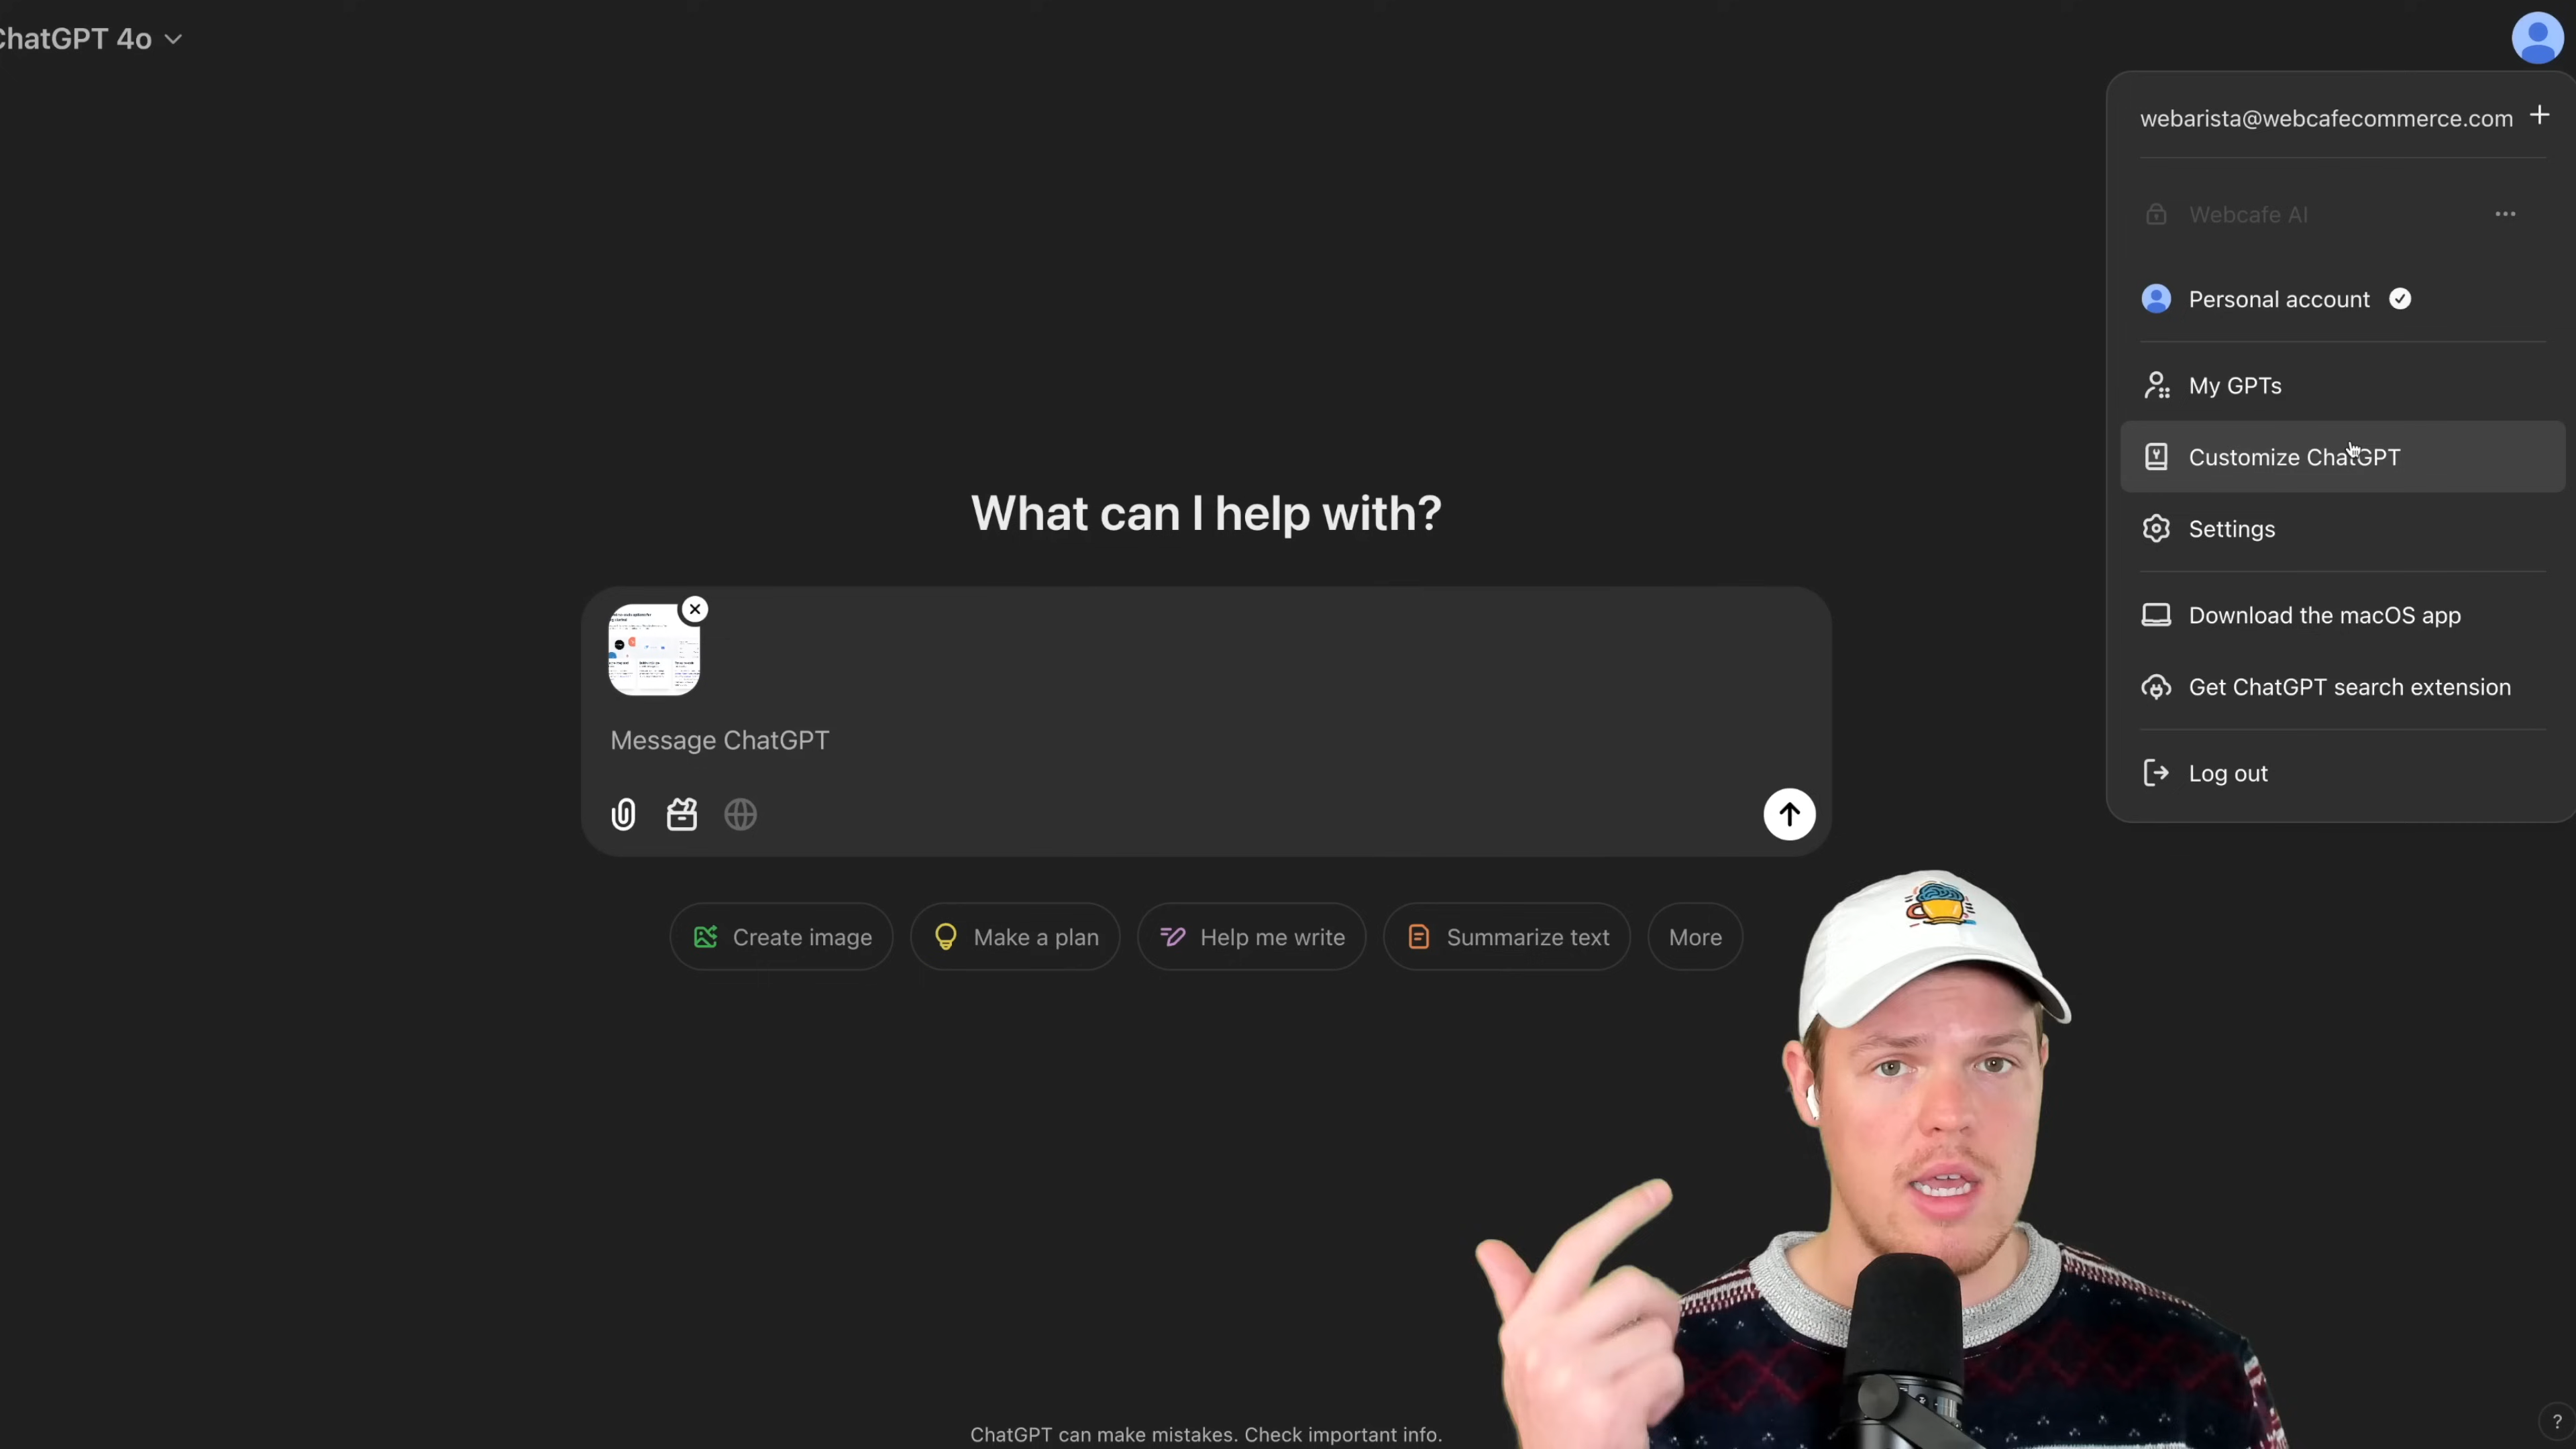 ChatGPT 4o
webarista@webcafecommerce.com
Webcafe AI
Personal account
My GPTs
Customize ChatGPT
Settings
Download the macOS app
Get ChatGPT search extension
Log out
What can I help with?
Message ChatGPT
Create image
Make a plan
Help me write
Summarize text
More
ChatGPT can make mistakes. Check important info.
?